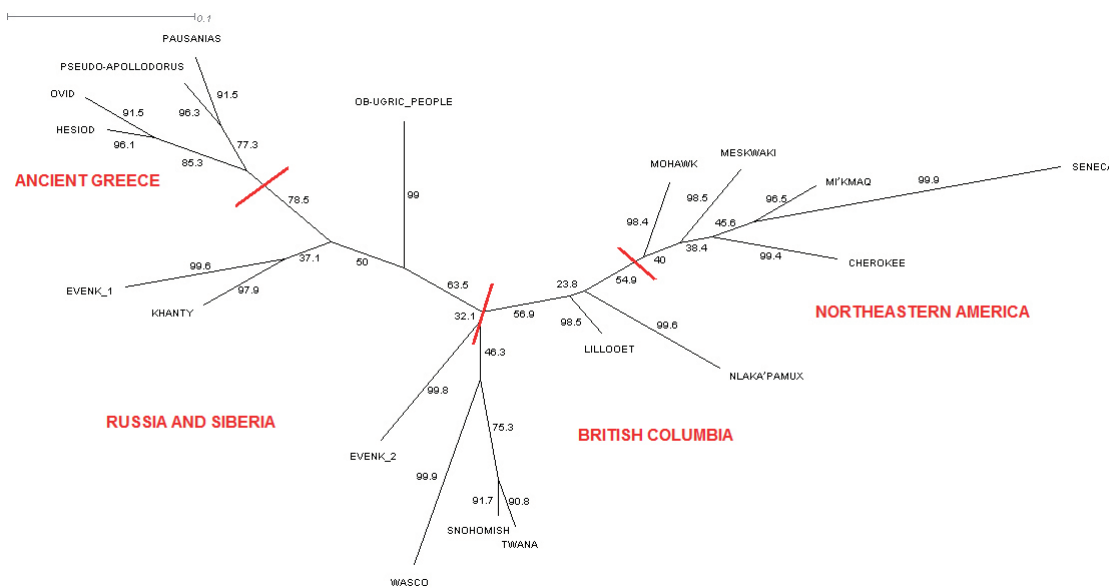 0.1
PAUSANIAS
PSEUDO-APOLLODORUS
OVID
91.5
91.5
96.3
HESIOD
96.1
77.3
85.3
ANCIENT GREECE
78.5
OB-UGRIC_PEOPLE
99
MOHAWK
MESKWAKI
MI'KMAQ
SENECA
98.4
98.5
96.5
99.9
45.6
38.4
40
99.4
CHEROKEE
54.9
99.6
37.1
50
EVENK_1
97.9
KHANTY
63.5
32.1
56.9
23.8
98.5
LILLOOET
99.6
NLAKA'PAMUX
NORTHEASTERN AMERICA
46.3
99.8
RUSSIA AND SIBERIA
BRITISH COLUMBIA
75.3
EVENK_2
99.9
91.7
90.8
SNOHOMISH
TWANA
WASCO